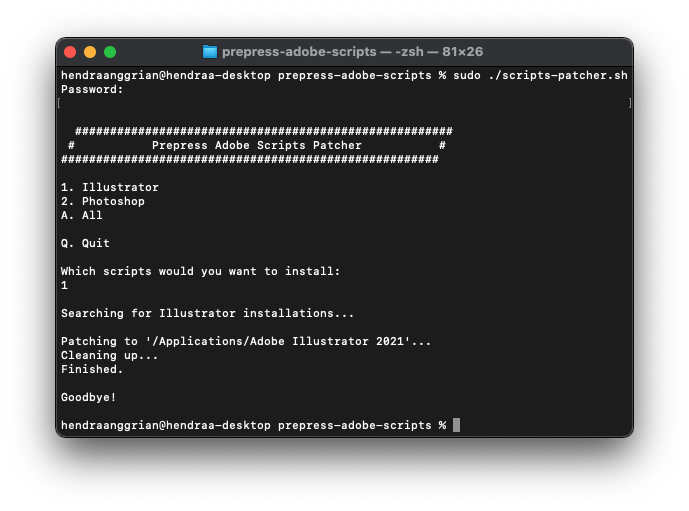 prepress-adobe-scripts — -zsh — 81×26
hendraanggrian@hendraa-desktop prepress-adobe-scripts % sudo ./scripts-patcher.sh
Password:
[ ]
######################################################
# Prepress Adobe Scripts Patcher #
######################################################
1. Illustrator
2. Photoshop
A. All
Q. Quit
Which scripts would you want to install:
1
Searching for Illustrator installations...
Patching to '/Applications/Adobe Illustrator 2021'...
Cleaning up...
Finished.
Goodbye!
hendraanggrian@hendraa-desktop prepress-adobe-scripts %